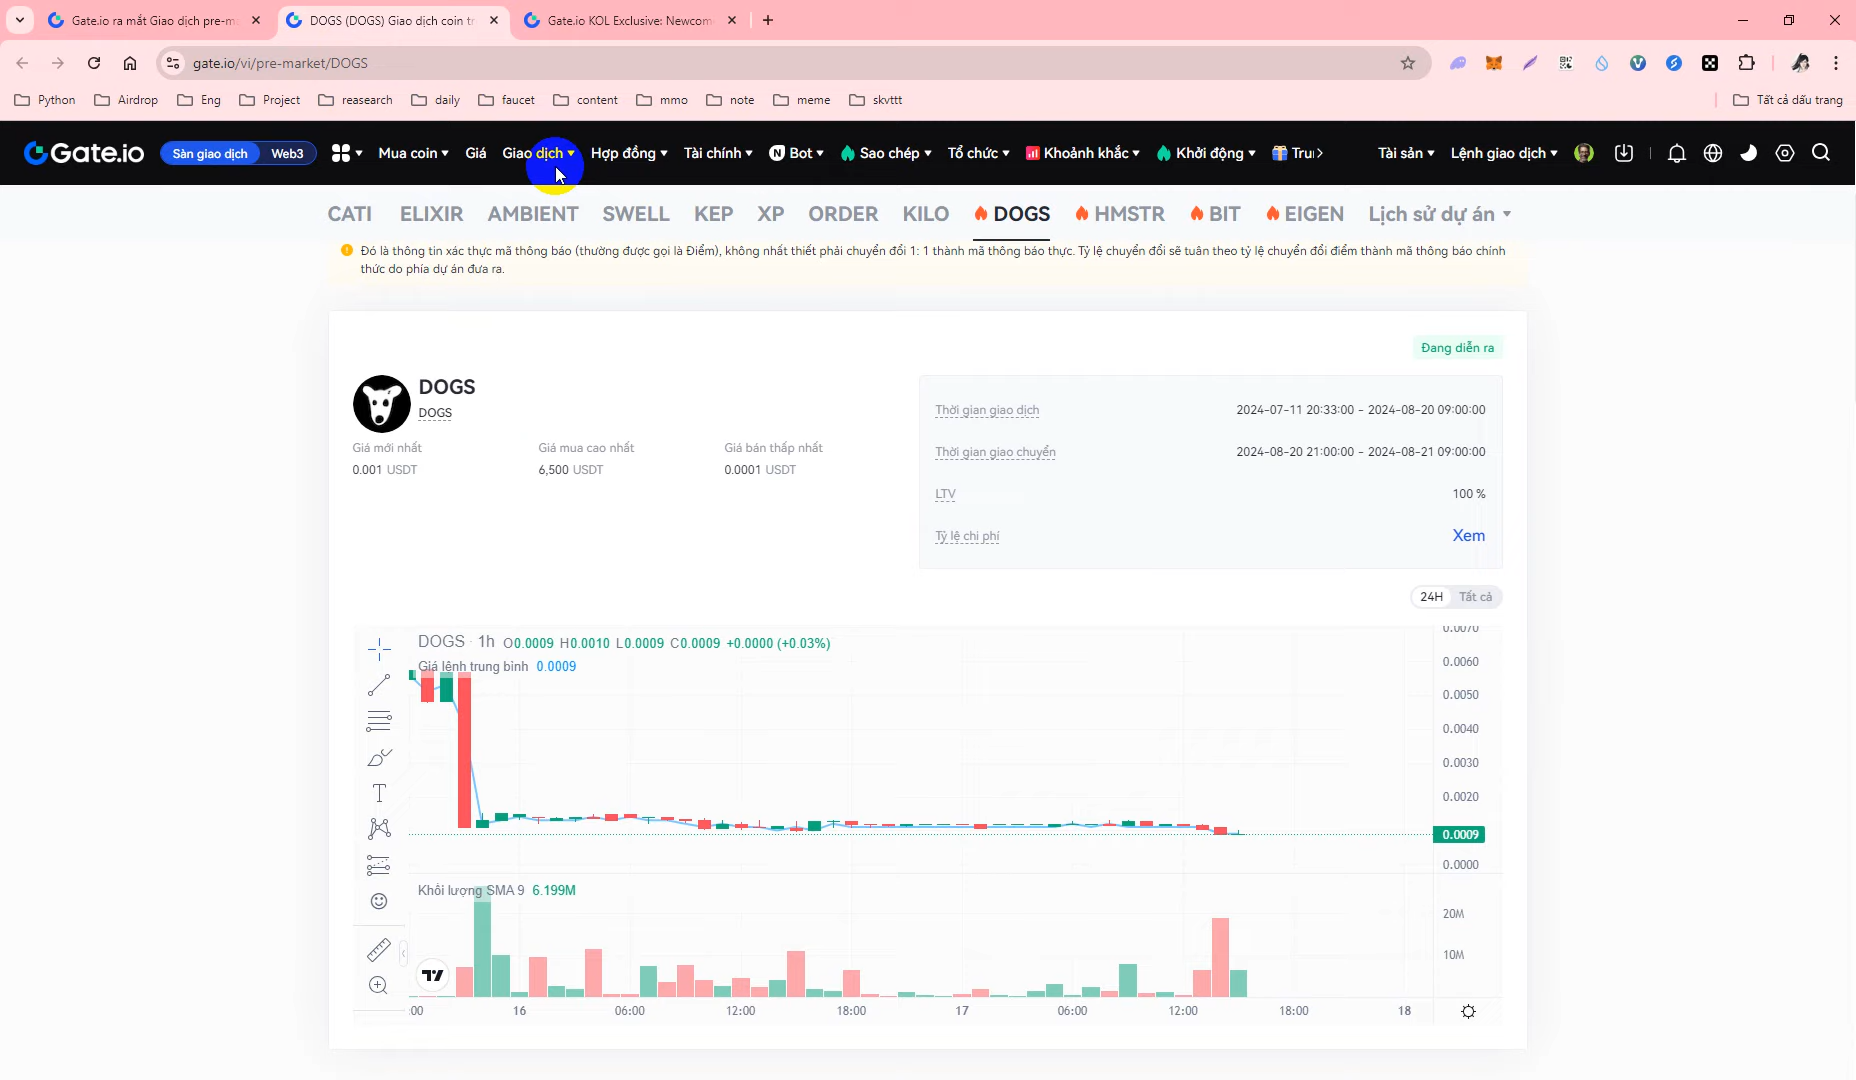 Gate.io ra mắt Giao dịch pre-ma
DOGS (DOGS) Giao dịch coin tr
Gate.io KOL Exclusive: Newcom
gate.io/vi/pre-market/DOGS
Python Airdrop Eng Project reasearch daily faucet content mmo note meme skvttt Tất cả dấu trang
Gate.io Sàn giao dịch Web3 Mua coin Giá Giao dịch Hợp đồng Tài chính Bot Sao chép Tổ chức Khoảnh khắc Khởi động Tru Tài sản Lệnh giao dịch
CATI ELIXIR AMBIENT SWELL KEP XP ORDER KILO DOGS HMSTR BIT EIGEN Lịch sử dự án
Đó là thông tin xác thực mã thông báo (thường được gọi là Điểm), không nhất thiết phải chuyển đổi 1: 1 thành mã thông báo thực. Tỷ lệ chuyển đổi sẽ tuân theo tỷ lệ chuyển đổi điểm thành mã thông báo chính
thức do phía dự án đưa ra.
Đang diễn ra
DOGS
DOGS
Giá mới nhất Giá mua cao nhất Giá bán thấp nhất
0.001 USDT 6,500 USDT 0.0001 USDT
Thời gian giao dịch 2024-07-11 20:33:00 - 2024-08-20 09:00:00
Thời gian giao chuyển 2024-08-20 21:00:00 - 2024-08-21 09:00:00
LTV 100 %
Tỷ lệ chi phí Xem
24H Tất cả
DOGS · 1h O0.0009 H0.0010 L0.0009 C0.0009 +0.0000 (+0.03%)
Giá lệnh trung bình 0.0009
0.0070
0.0060
0.0050
0.0040
0.0030
0.0020
0.0009
0.0000
Khối lượng SMA 9 6.199M
20M
10M
:00 16 06:00 12:00 18:00 17 06:00 12:00 18:00 18